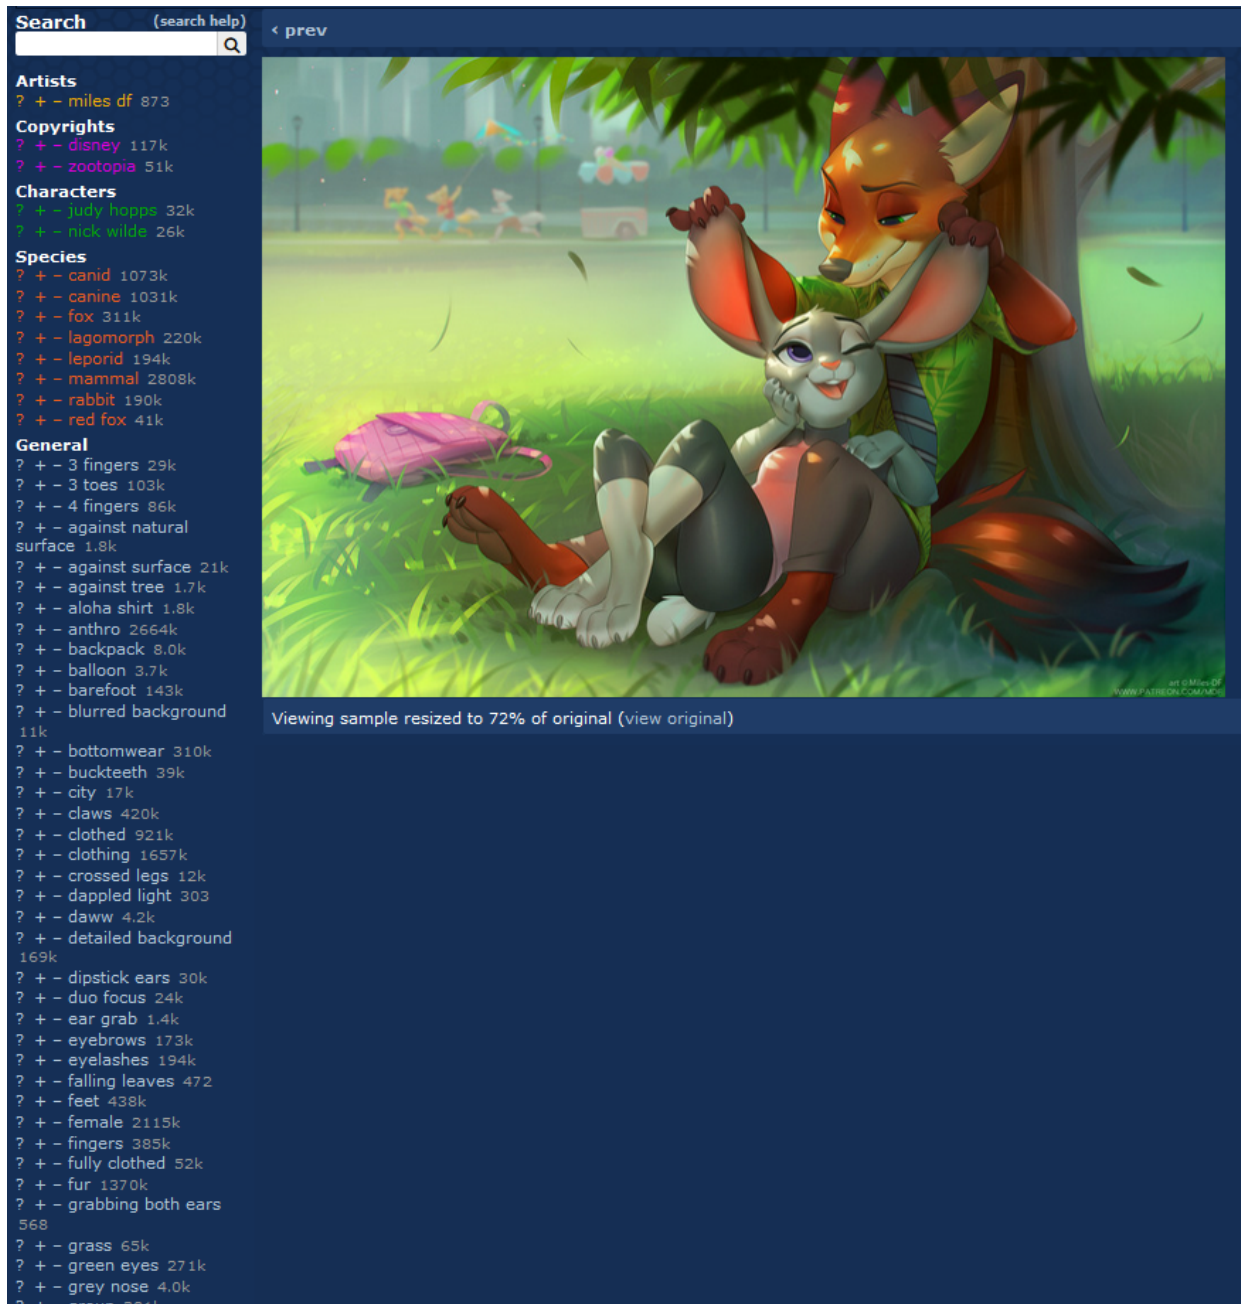 Search (search help)
‹ prev
Artists
? + – miles df 873
Copyrights
? + – disney 117k
? + – zootopia 51k
Characters
? + – judy hopps 32k
? + – nick wilde 26k
Species
? + – canid 1073k
? + – canine 1031k
? + – fox 311k
? + – lagomorph 220k
? + – leporid 194k
? + – mammal 2808k
? + – rabbit 190k
? + – red fox 41k
General
? + – 3 fingers 29k
? + – 3 toes 103k
? + – 4 fingers 86k
? + – against natural
surface 1.8k
? + – against surface 21k
? + – against tree 1.7k
? + – aloha shirt 1.8k
? + – anthro 2664k
? + – backpack 8.0k
? + – balloon 3.7k
? + – barefoot 143k
? + – blurred background
11k
? + – bottomwear 310k
? + – buckteeth 39k
? + – city 17k
? + – claws 420k
? + – clothed 921k
? + – clothing 1657k
? + – crossed legs 12k
? + – dappled light 303
? + – daww 4.2k
? + – detailed background
169k
? + – dipstick ears 30k
? + – duo focus 24k
? + – ear grab 1.4k
? + – eyebrows 173k
? + – eyelashes 194k
? + – falling leaves 472
? + – feet 438k
? + – female 2115k
? + – fingers 385k
? + – fully clothed 52k
? + – fur 1370k
? + – grabbing both ears
568
? + – grass 65k
? + – green eyes 271k
? + – grey nose 4.0k
art © Miles-DF
WWW.PATREON.COM/MDF
Viewing sample resized to 72% of original (view original)